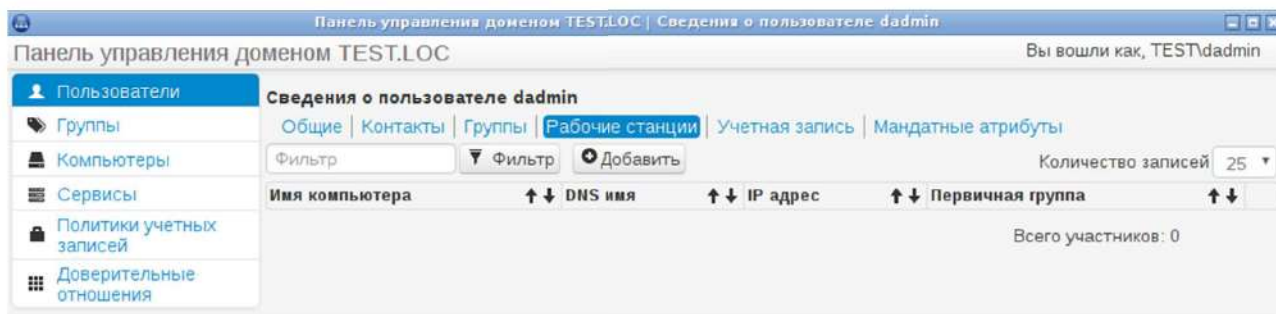 Панель управления доменом TEST.LOC | Сведения о пользователе dadmin
Панель управления доменом TEST.LOC
Вы вошли как, TEST\dadmin
Пользователи
Группы
Компьютеры
Сервисы
Политики учетных
записей
Доверительные
отношения
Сведения о пользователе dadmin
Общие | Контакты | Группы | Рабочие станции | Учетная запись | Мандатные атрибуты
Фильтр Фильтр Добавить Количество записей 25
Имя компьютера DNS имя IP адрес Первичная группа
Всего участников: 0